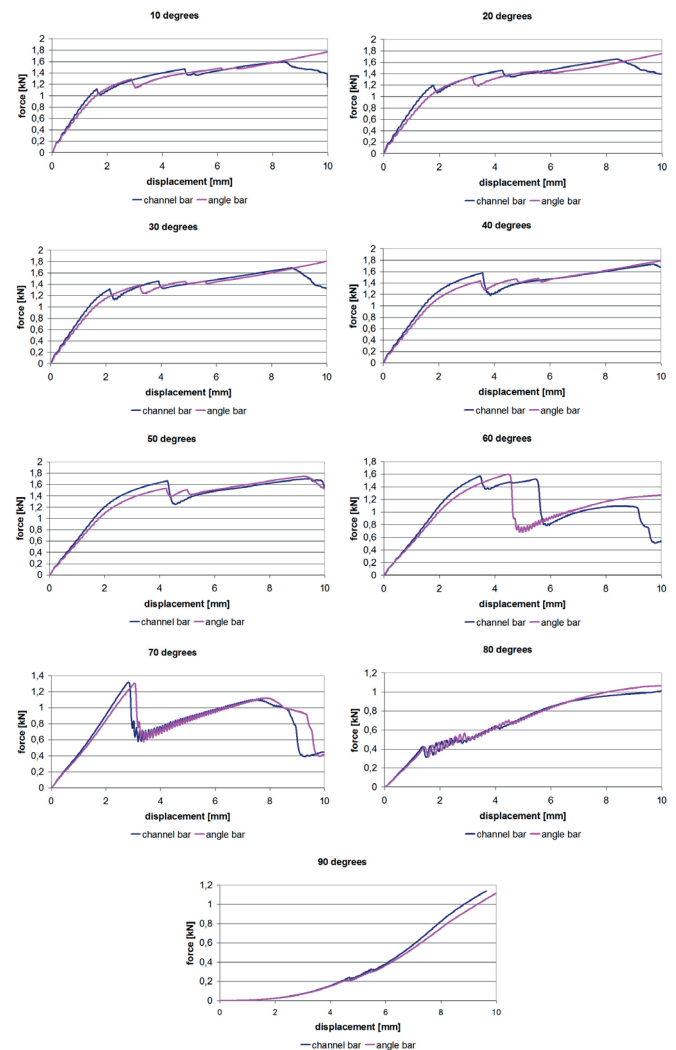 10 degrees
20 degrees
2
1,8
1,6
1,4
1,2
1
0,8
0,6
0,4
0,2
0
force [kN]
0 2 4 6 8 10
displacement [mm]
channel bar angle bar
2
1,8
1,6
1,4
1,2
1
0,8
0,6
0,4
0,2
0
force [kN]
0 2 4 6 8 10
displacement [mm]
channel bar angle bar
30 degrees
40 degrees
2
1,8
1,6
1,4
1,2
1
0,8
0,6
0,4
0,2
0
force [kN]
0 2 4 6 8 10
displacement [mm]
channel bar angle bar
2
1,8
1,6
1,4
1,2
1
0,8
0,6
0,4
0,2
0
force [kN]
0 2 4 6 8 10
displacement [mm]
channel bar angle bar
50 degrees
60 degrees
2
1,8
1,6
1,4
1,2
1
0,8
0,6
0,4
0,2
0
force [kN]
0 2 4 6 8 10
displacement [mm]
channel bar angle bar
1,8
1,6
1,4
1,2
1
0,8
0,6
0,4
0,2
0
force [kN]
0 2 4 6 8 10
displacement [mm]
channel bar angle bar
70 degrees
80 degrees
1,4
1,2
1
0,8
0,6
0,4
0,2
0
force [kN]
0 2 4 6 8 10
displacement [mm]
channel bar angle bar
1,2
1
0,8
0,6
0,4
0,2
0
force [kN]
0 2 4 6 8 10
displacement [mm]
channel bar angle bar
90 degrees
1,2
1
0,8
0,6
0,4
0,2
0
force [kN]
0 2 4 6 8 10
displacement [mm]
channel bar angle bar